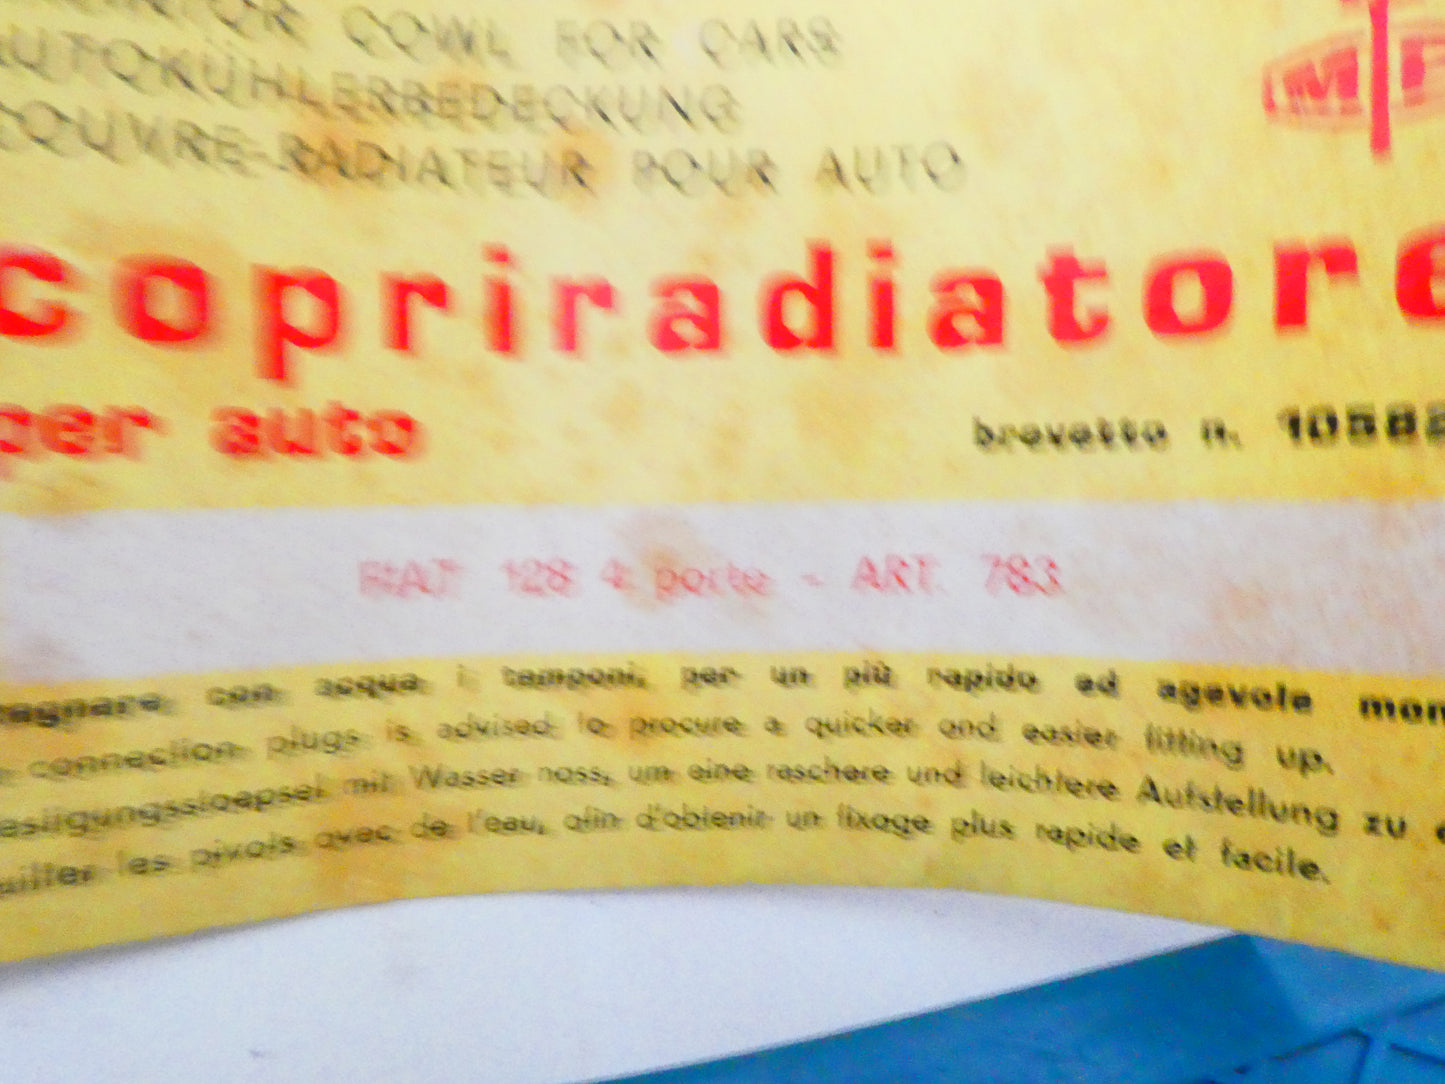 COWL FOR CARS
AUTOKÜHLERBEDECKUNG
COUVRE-RADIATEUR POUR AUTO
copriradiatore
per auto
brevetto n. 10582
FIAT 128 4 porte - ART. 783
con acqua i tamponi, per un più rapido ed agevole
connection plugs is advised to procure a quicker and easier fitting up.
mit Wasser nass, um eine raschere und leichtere Aufstellung zu
les pivots avec de l'eau, afin d'obtenir un fixage plus rapide et facile.